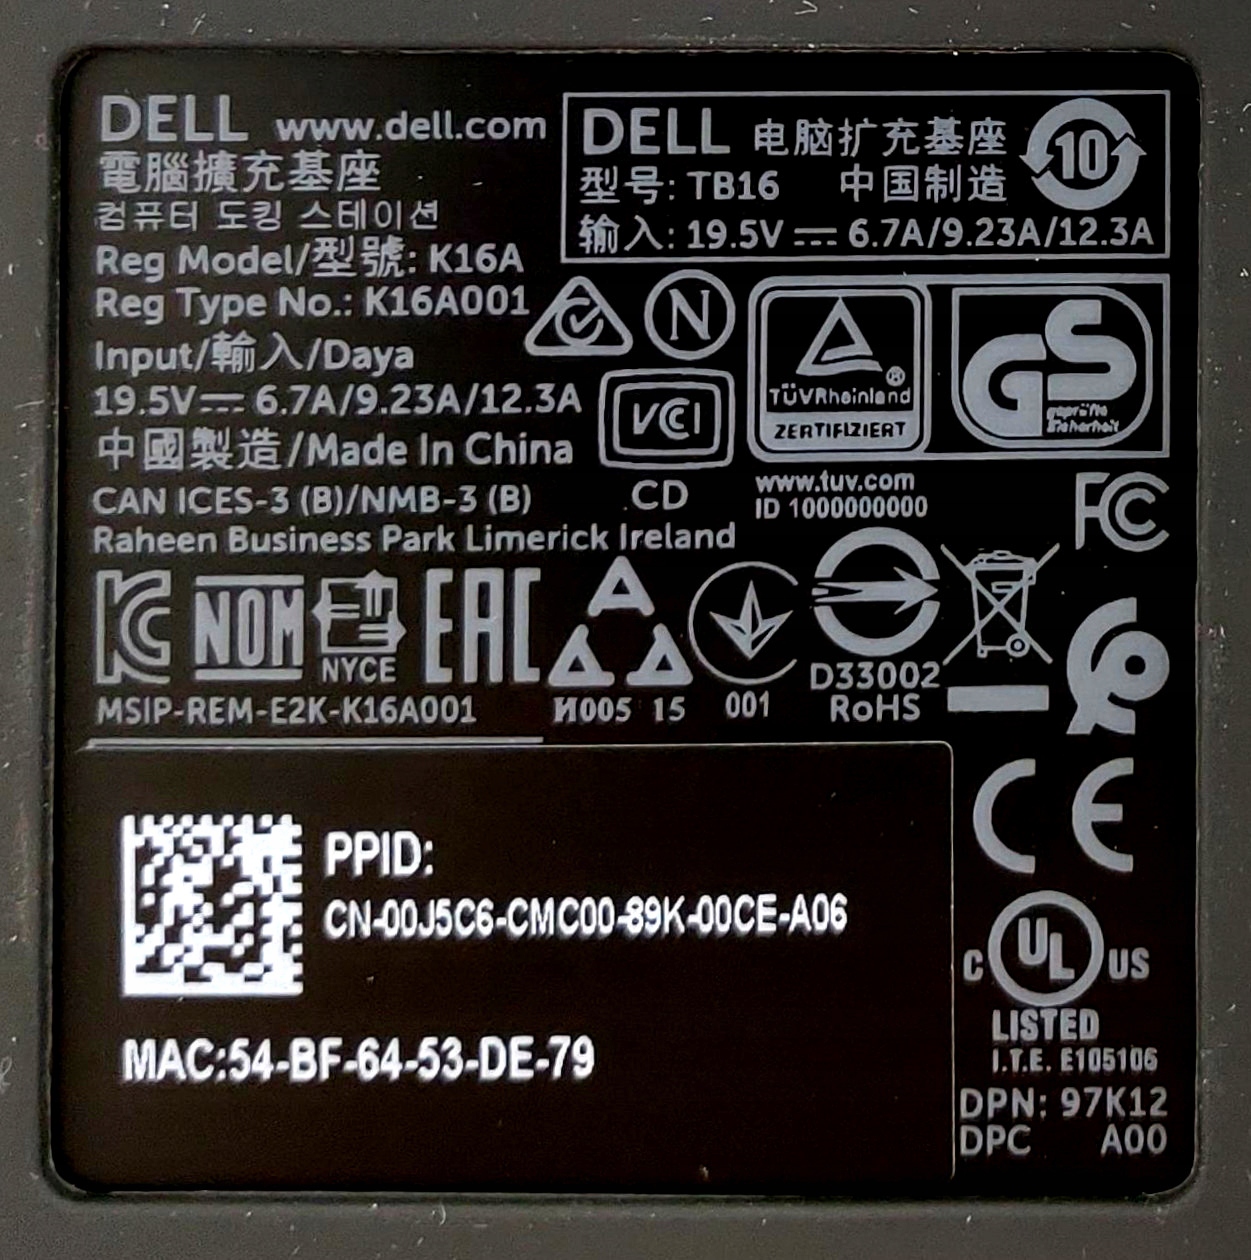 DELL www.dell.com
電腦擴充基座
컴퓨터 도킹 스테이션
Reg Model/型號: K16A
Reg Type No.: K16A001
Input/輸入/Daya
19.5V⎓ 6.7A/9.23A/12.3A
中國製造/Made In China
CAN ICES-3 (B)/NMB-3 (B)
Raheen Business Park Limerick Ireland
DELL 电脑扩充基座
型号: TB16 中国制造
输入: 19.5V ⎓ 6.7A/9.23A/12.3A
10
N
VCI
CD
TÜVRheinland
ZERTIFIZIERT
GS
geprüfte
Sicherheit
www.tuv.com
ID 1000000000
FC
KC
NOM
NYCE
EAC
MSIP-REM-E2K-K16A001
И005 15
001
D33002
RoHS
CE
PPID:
CN-00J5C6-CMC00-89K-00CE-A06
MAC:54-BF-64-53-DE-79
C UL US
LISTED
I.T.E. E105106
DPN: 97K12
DPC A00